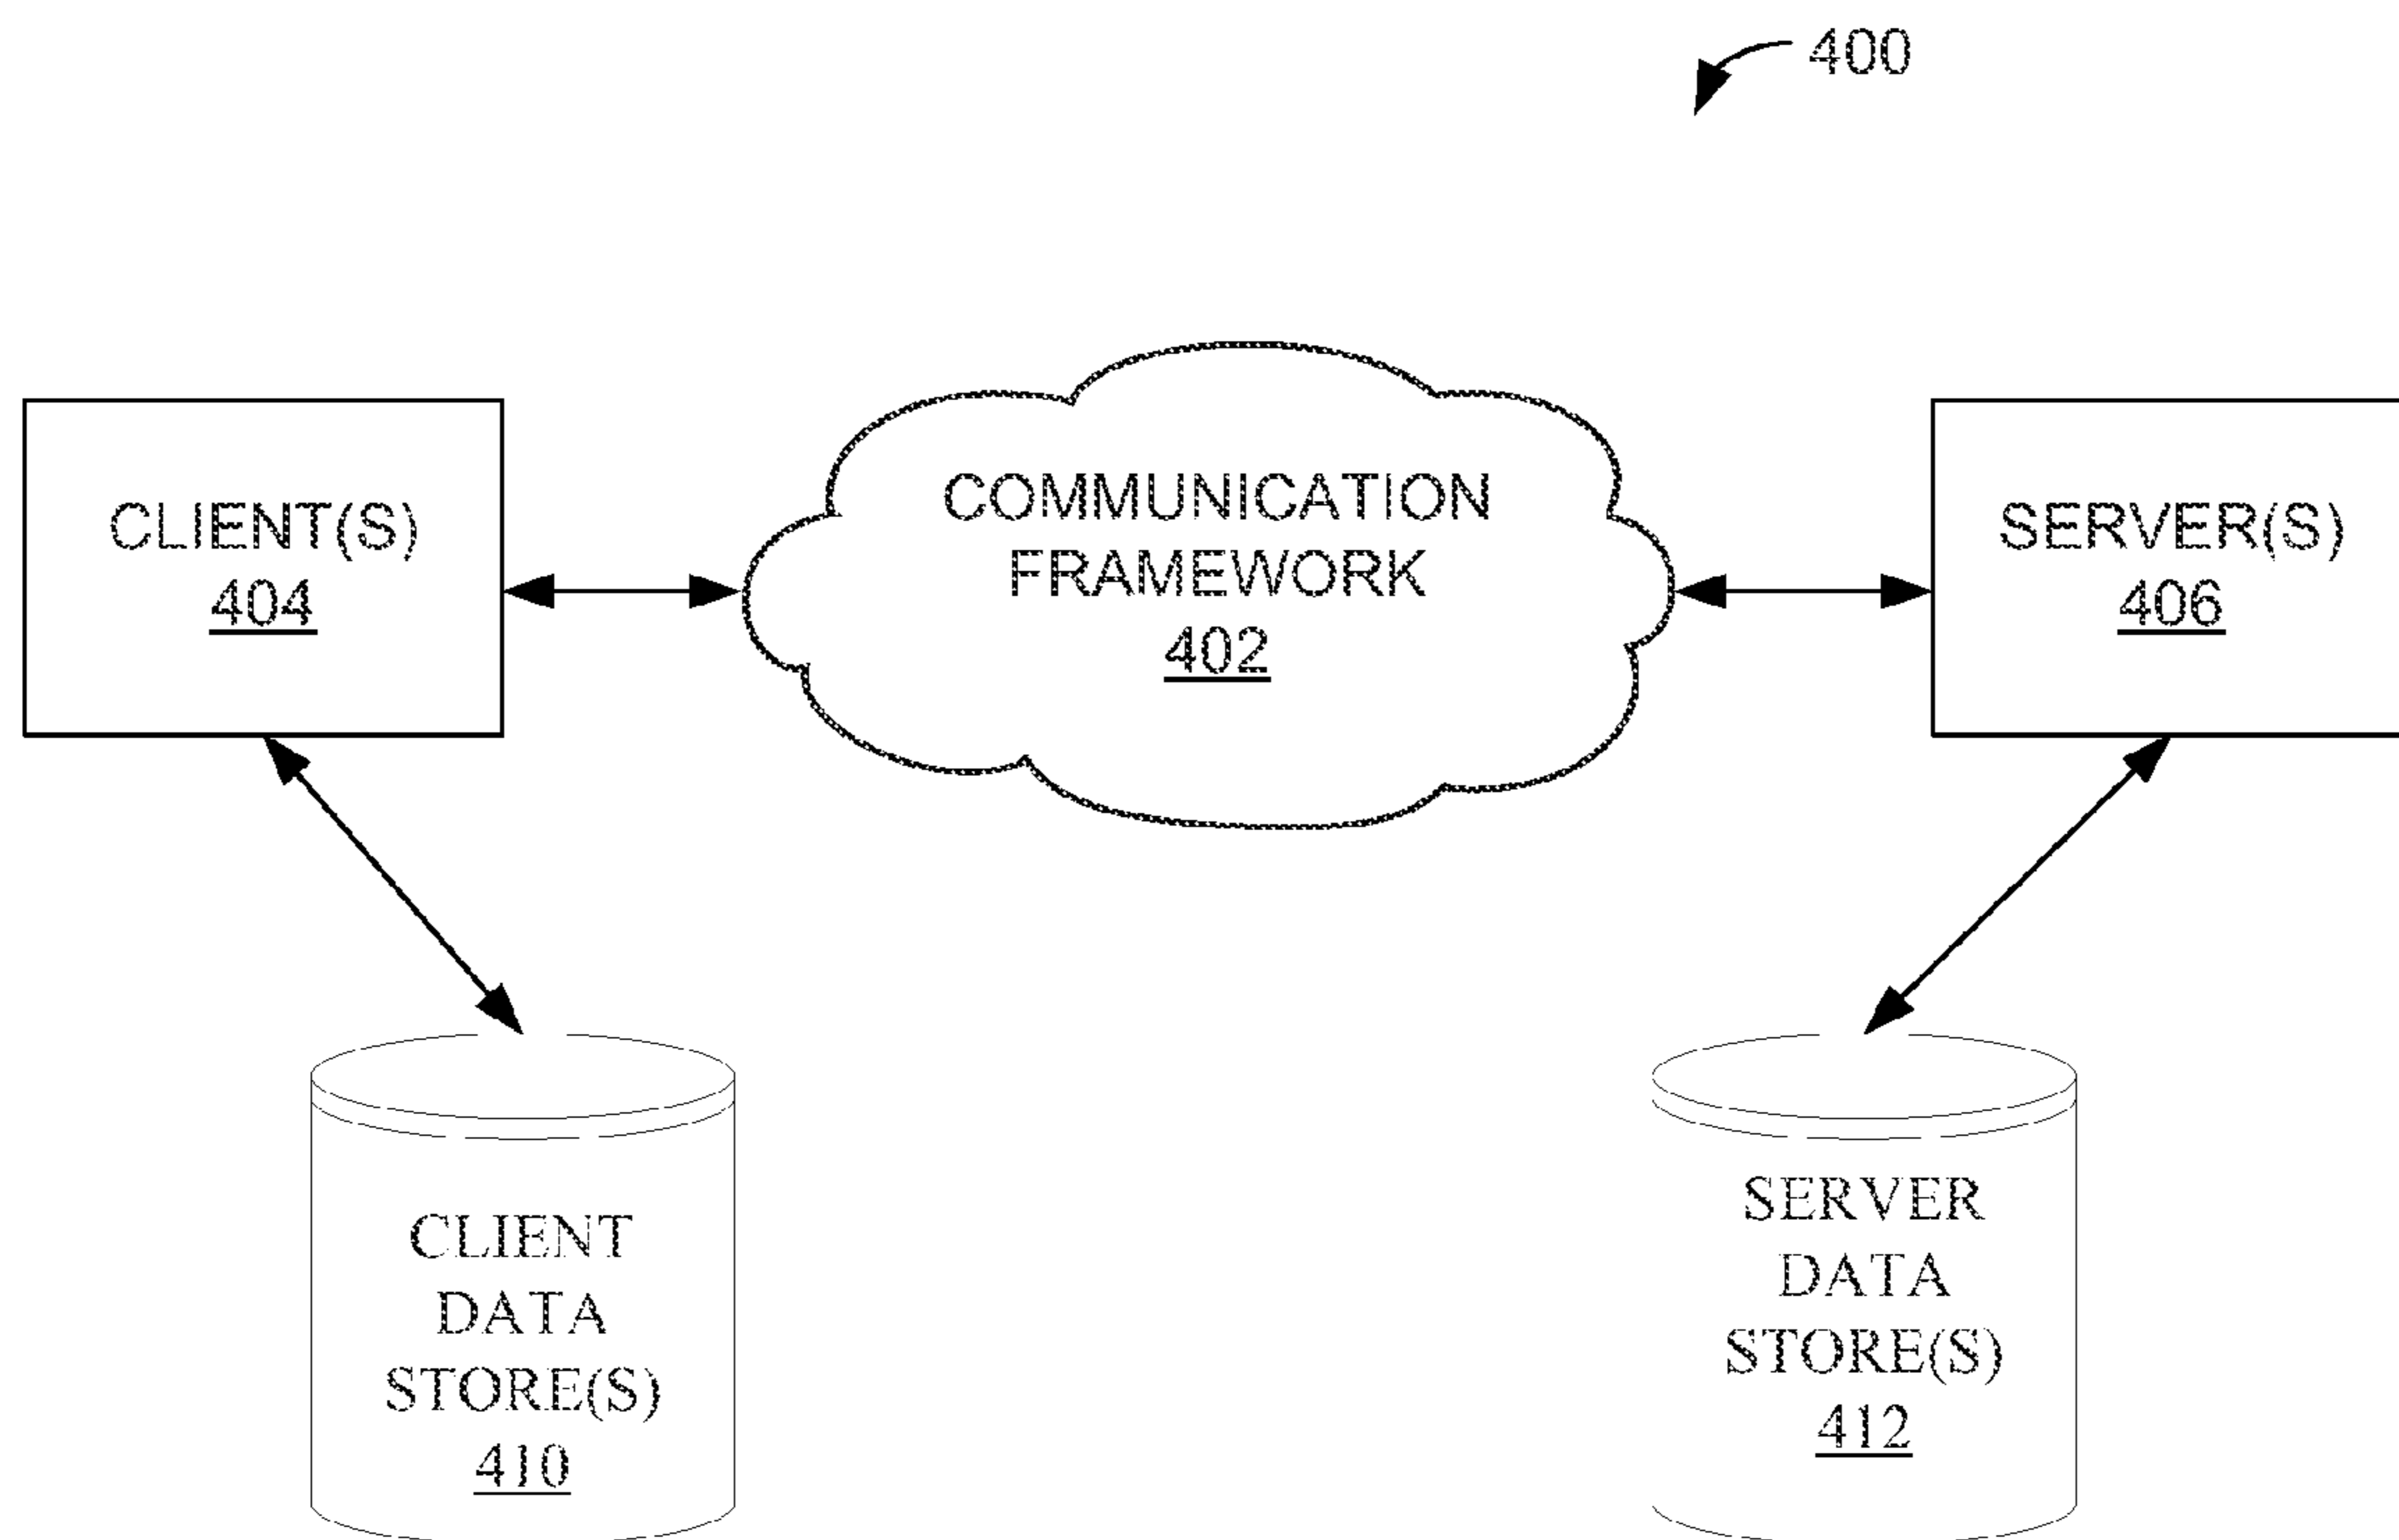 400
CLIENT(S)
404
COMMUNICATION
FRAMEWORK
402
SERVER(S)
406
CLIENT
DATA
STORE(S)
410
SERVER
DATA
STORE(S)
412